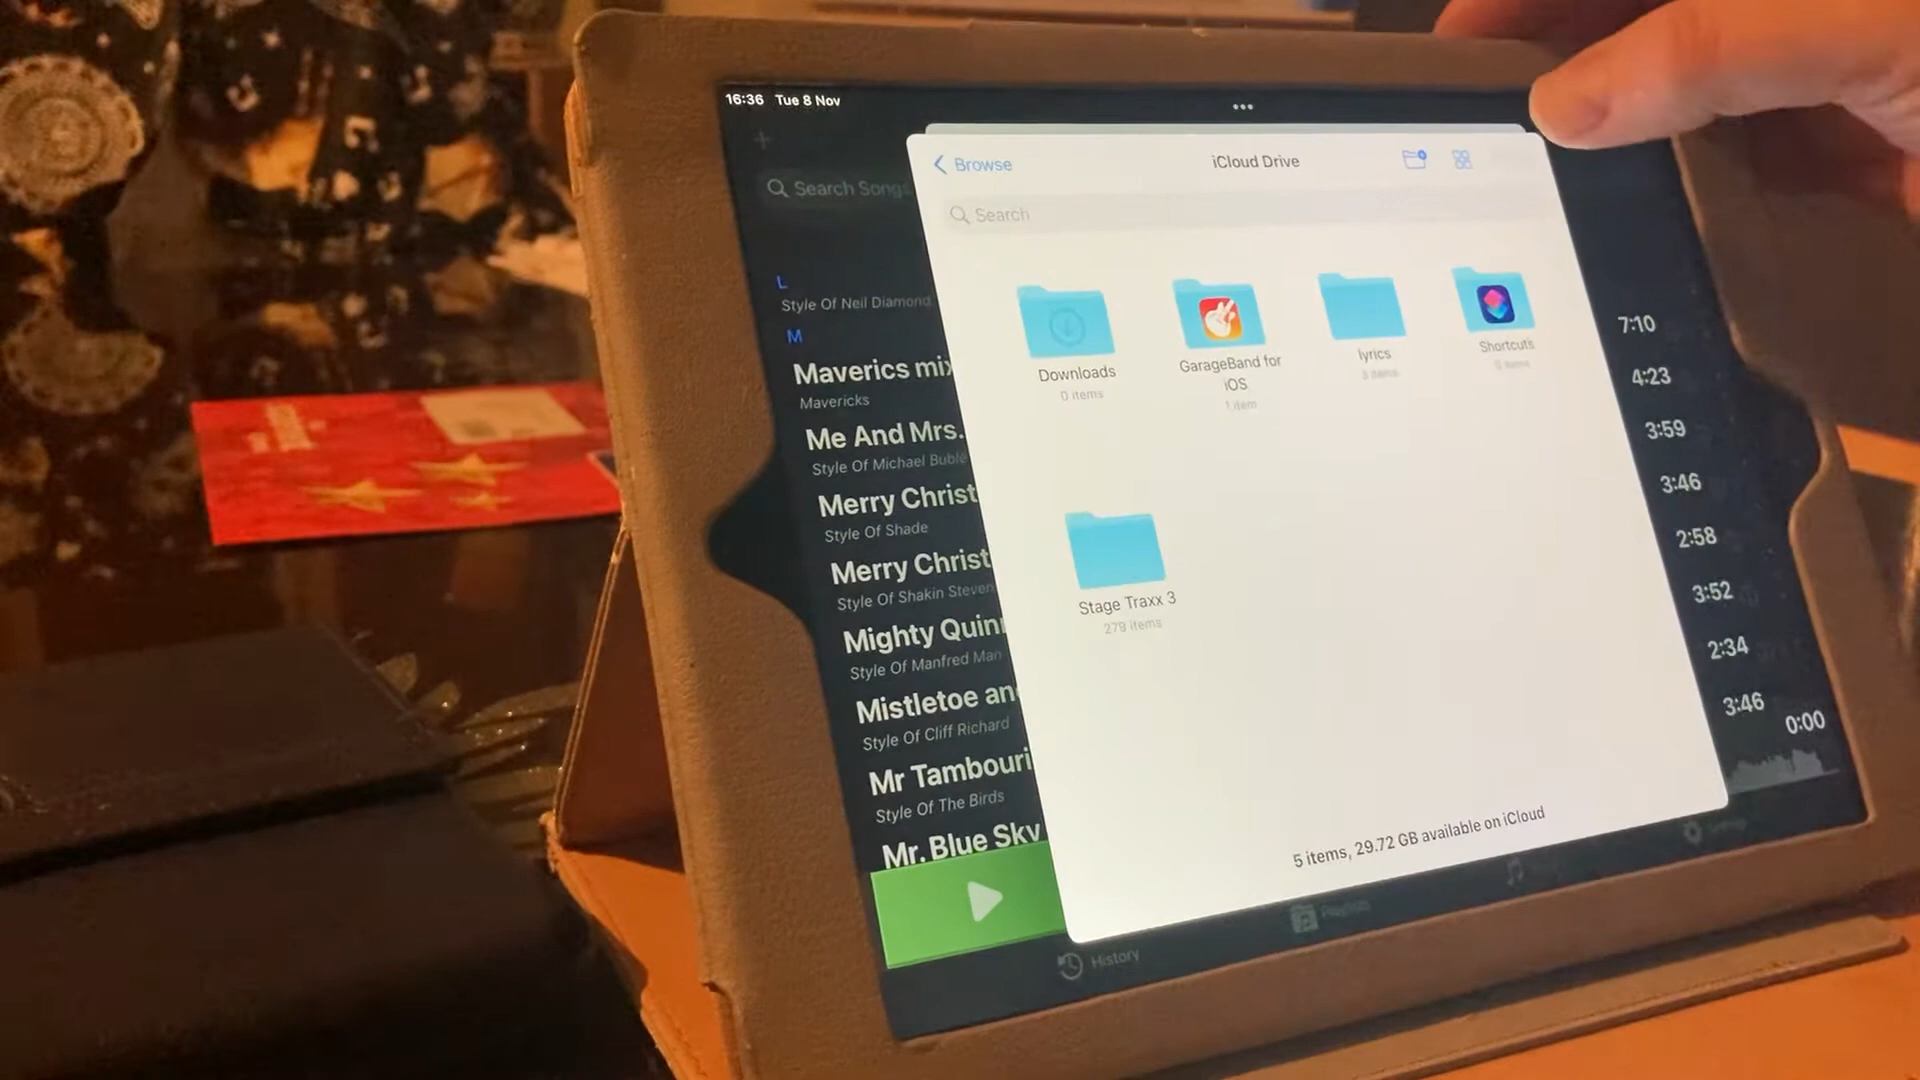 16:36 Tue 8 Nov
Search Songs
L
Style Of Neil Diamond
M
Maverics mix
Mavericks
Me And Mrs.
Style Of Michael Bublé
Merry Christ
Style Of Shade
Merry Christ
Style Of Shakin Steven
Mighty Quinn
Style Of Manfred Man
Mistletoe an
Style Of Cliff Richard
Mr Tambouri
Style Of The Birds
Mr. Blue Sky
Browse
iCloud Drive
Search
Downloads
0 items
GarageBand for
iOS
1 item
lyrics
3 items
Shortcuts
0 items
Stage Traxx 3
279 items
5 items, 29.72 GB available on iCloud
7:10
4:23
3:59
3:46
2:58
3:52
2:34
3:46
0:00
History
Playlists